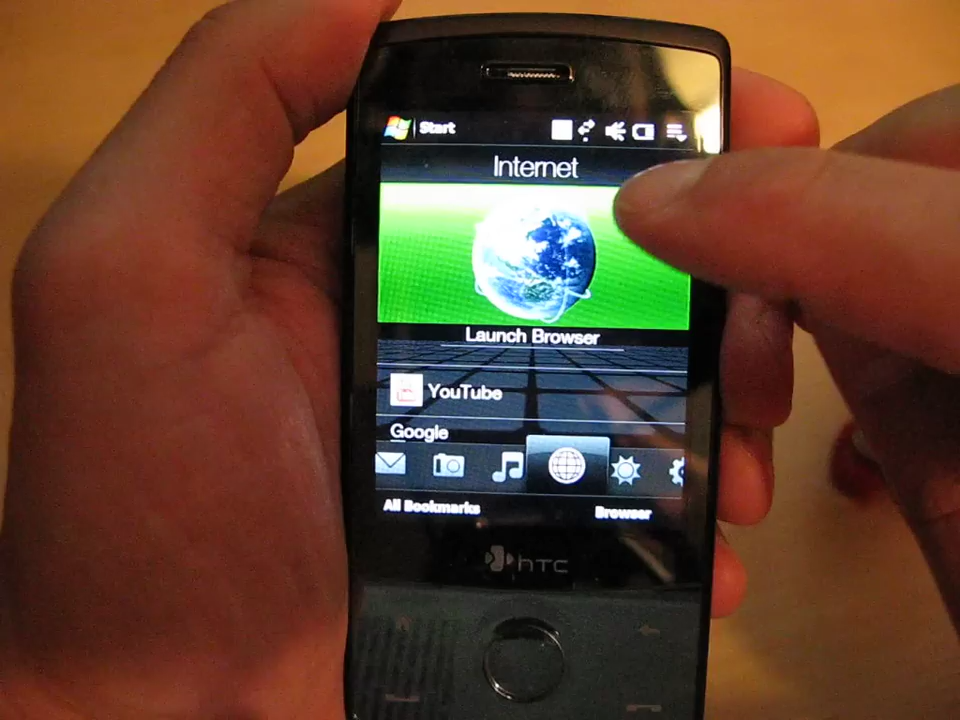 Start
Internet
Launch Browser
YouTube
Google
All Bookmarks
Browser
hTC